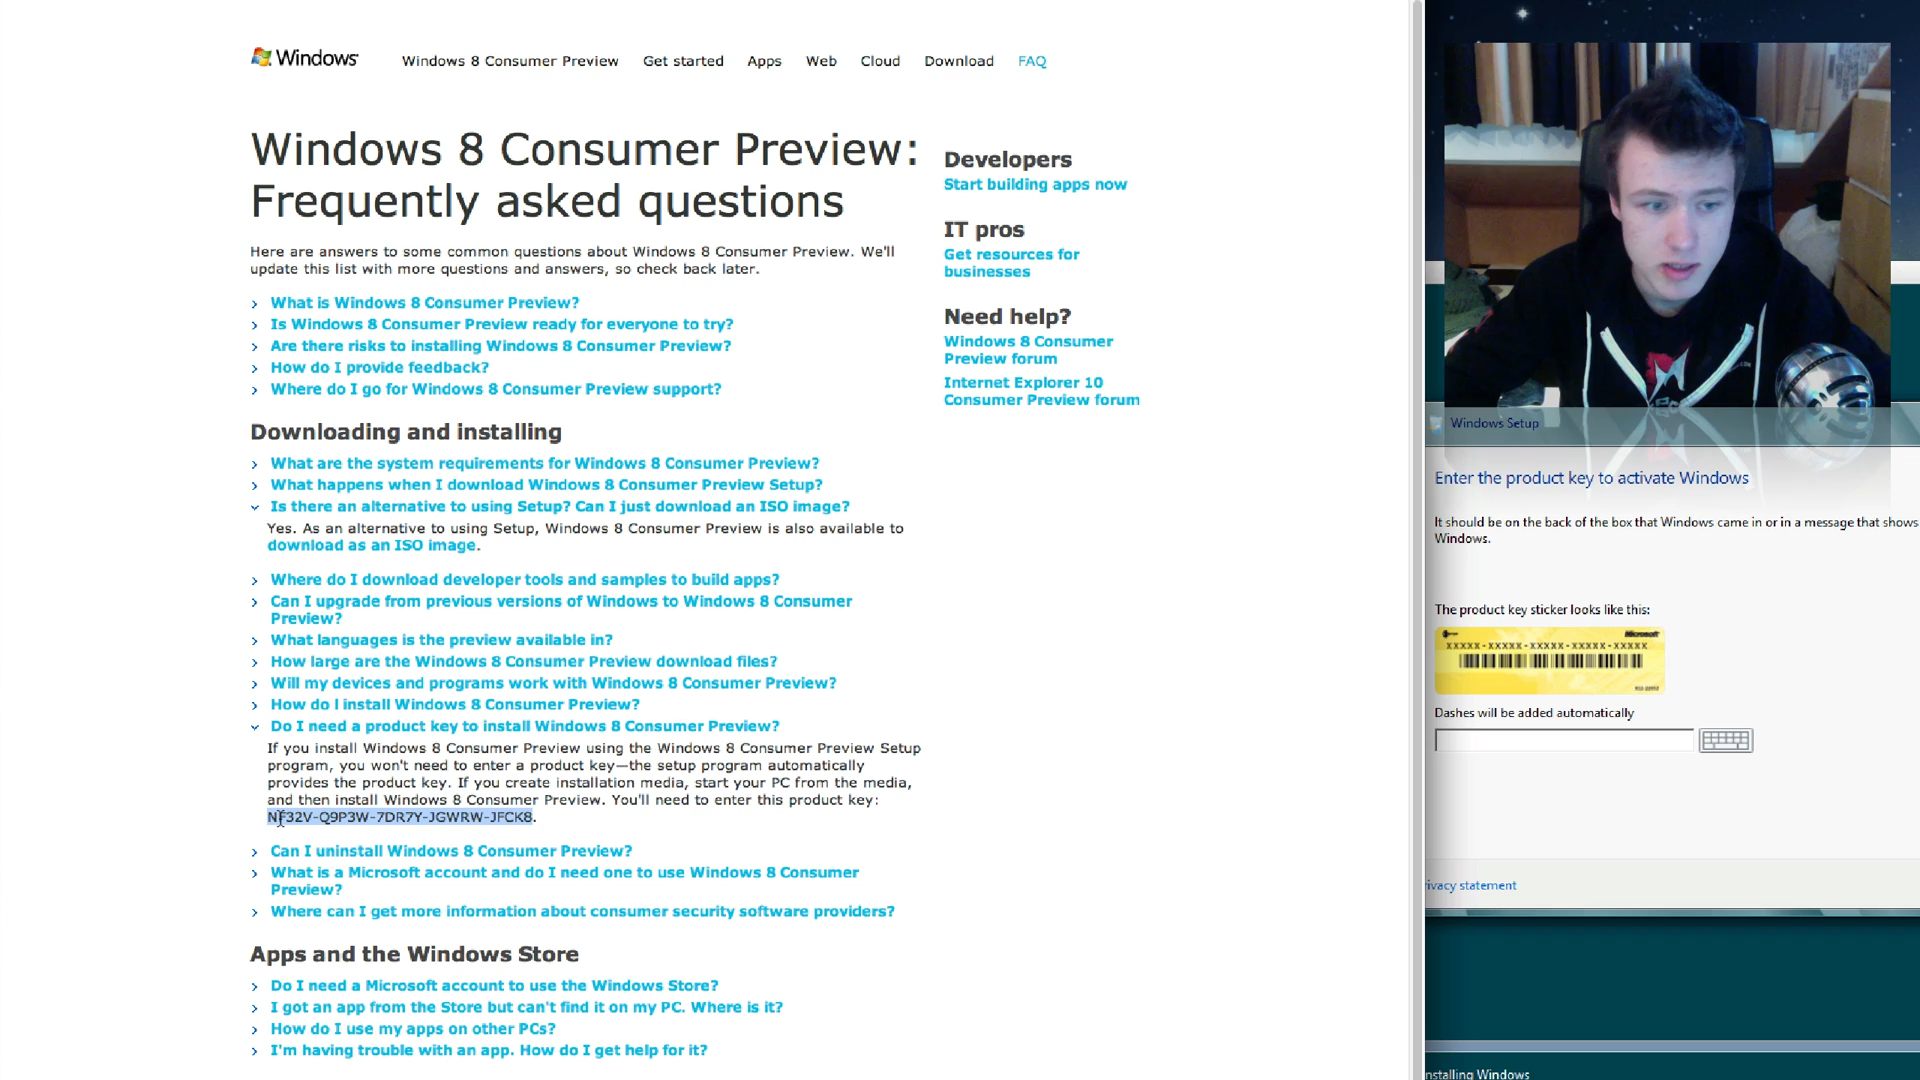 Windows
Windows 8 Consumer Preview Get started Apps Web Cloud Download FAQ
Windows 8 Consumer Preview:
Frequently asked questions
Here are answers to some common questions about Windows 8 Consumer Preview. We'll
update this list with more questions and answers, so check back later.
What is Windows 8 Consumer Preview?
Is Windows 8 Consumer Preview ready for everyone to try?
Are there risks to installing Windows 8 Consumer Preview?
How do I provide feedback?
Where do I go for Windows 8 Consumer Preview support?
Downloading and installing
What are the system requirements for Windows 8 Consumer Preview?
What happens when I download Windows 8 Consumer Preview Setup?
Is there an alternative to using Setup? Can I just download an ISO image?
Yes. As an alternative to using Setup, Windows 8 Consumer Preview is also available to
download as an ISO image.
Where do I download developer tools and samples to build apps?
Can I upgrade from previous versions of Windows to Windows 8 Consumer
Preview?
What languages is the preview available in?
How large are the Windows 8 Consumer Preview download files?
Will my devices and programs work with Windows 8 Consumer Preview?
How do I install Windows 8 Consumer Preview?
Do I need a product key to install Windows 8 Consumer Preview?
If you install Windows 8 Consumer Preview using the Windows 8 Consumer Preview Setup
program, you won't need to enter a product key—the setup program automatically
provides the product key. If you create installation media, start your PC from the media,
and then install Windows 8 Consumer Preview. You'll need to enter this product key:
NF32V-Q9P3W-7DR7Y-JGWRW-JFCK8.
Can I uninstall Windows 8 Consumer Preview?
What is a Microsoft account and do I need one to use Windows 8 Consumer
Preview?
Where can I get more information about consumer security software providers?
Apps and the Windows Store
Do I need a Microsoft account to use the Windows Store?
I got an app from the Store but can't find it on my PC. Where is it?
How do I use my apps on other PCs?
I'm having trouble with an app. How do I get help for it?
Developers
Start building apps now
IT pros
Get resources for
businesses
Need help?
Windows 8 Consumer
Preview forum
Internet Explorer 10
Consumer Preview forum
Windows Setup
Enter the product key to activate Windows
It should be on the back of the box that Windows came in or in a message that shows
Windows.
The product key sticker looks like this:
Microsoft
XXXXX-XXXXX-XXXXX-XXXXX-XXXXX
Dashes will be added automatically
ivacy statement
nstalling Windows